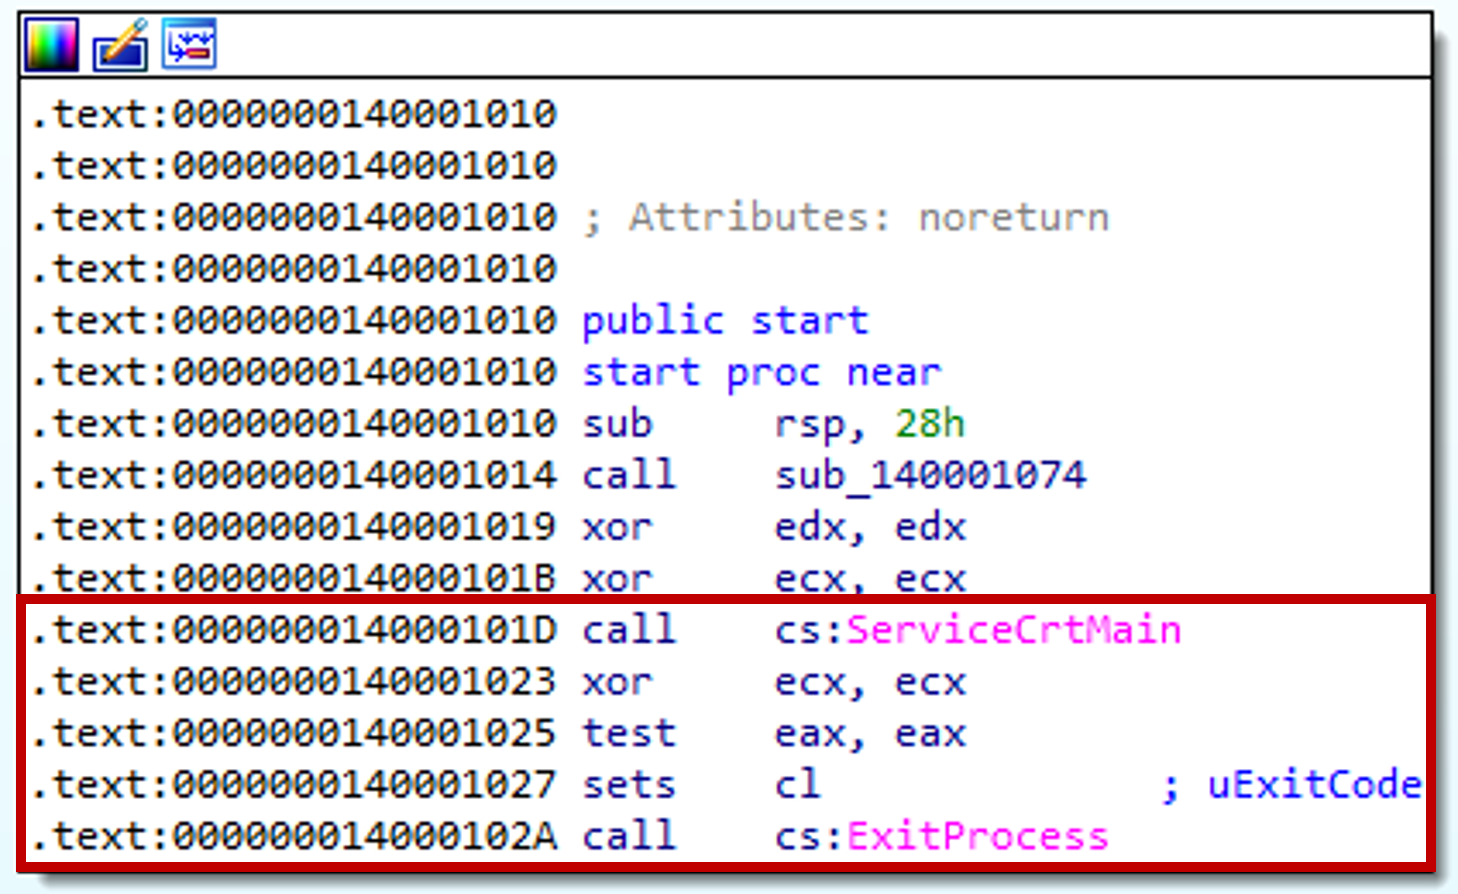 .text:0000000140001010
.text:0000000140001010
.text:0000000140001010 ; Attributes: noreturn
.text:0000000140001010
.text:0000000140001010 public start
.text:0000000140001010 start proc near
.text:0000000140001010 sub rsp, 28h
.text:0000000140001014 call sub_140001074
.text:0000000140001019 xor edx, edx
.text:000000014000101B xor ecx, ecx
.text:000000014000101D call cs:ServiceCrtMain
.text:0000000140001023 xor ecx, ecx
.text:0000000140001025 test eax, eax
.text:0000000140001027 sets cl ; uExitCode
.text:000000014000102A call cs:ExitProcess